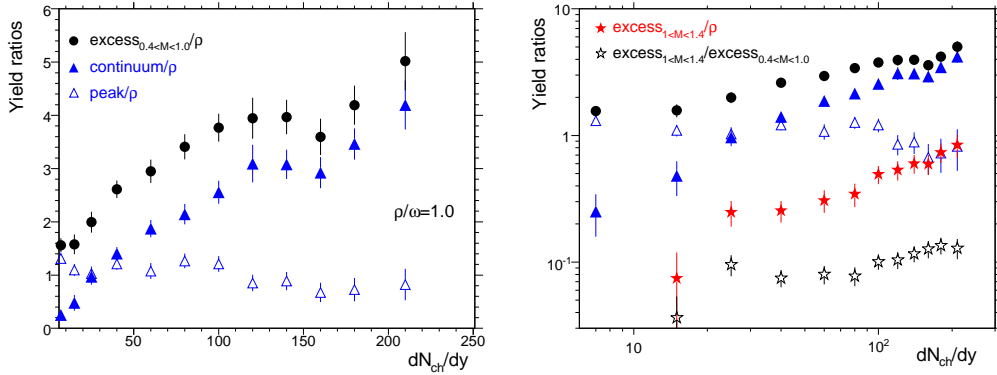 Yield ratios
6
5
4
3
2
1
0
excess0.4<M<1.0/ρ
continuum/ρ
peak/ρ
ρ/ω=1.0
50
100
150
200
250
dNch/dy
Yield ratios
10
1
10-1
excess1<M<1.4/ρ
excess1<M<1.4/excess0.4<M<1.0
10
102
dNch/dy